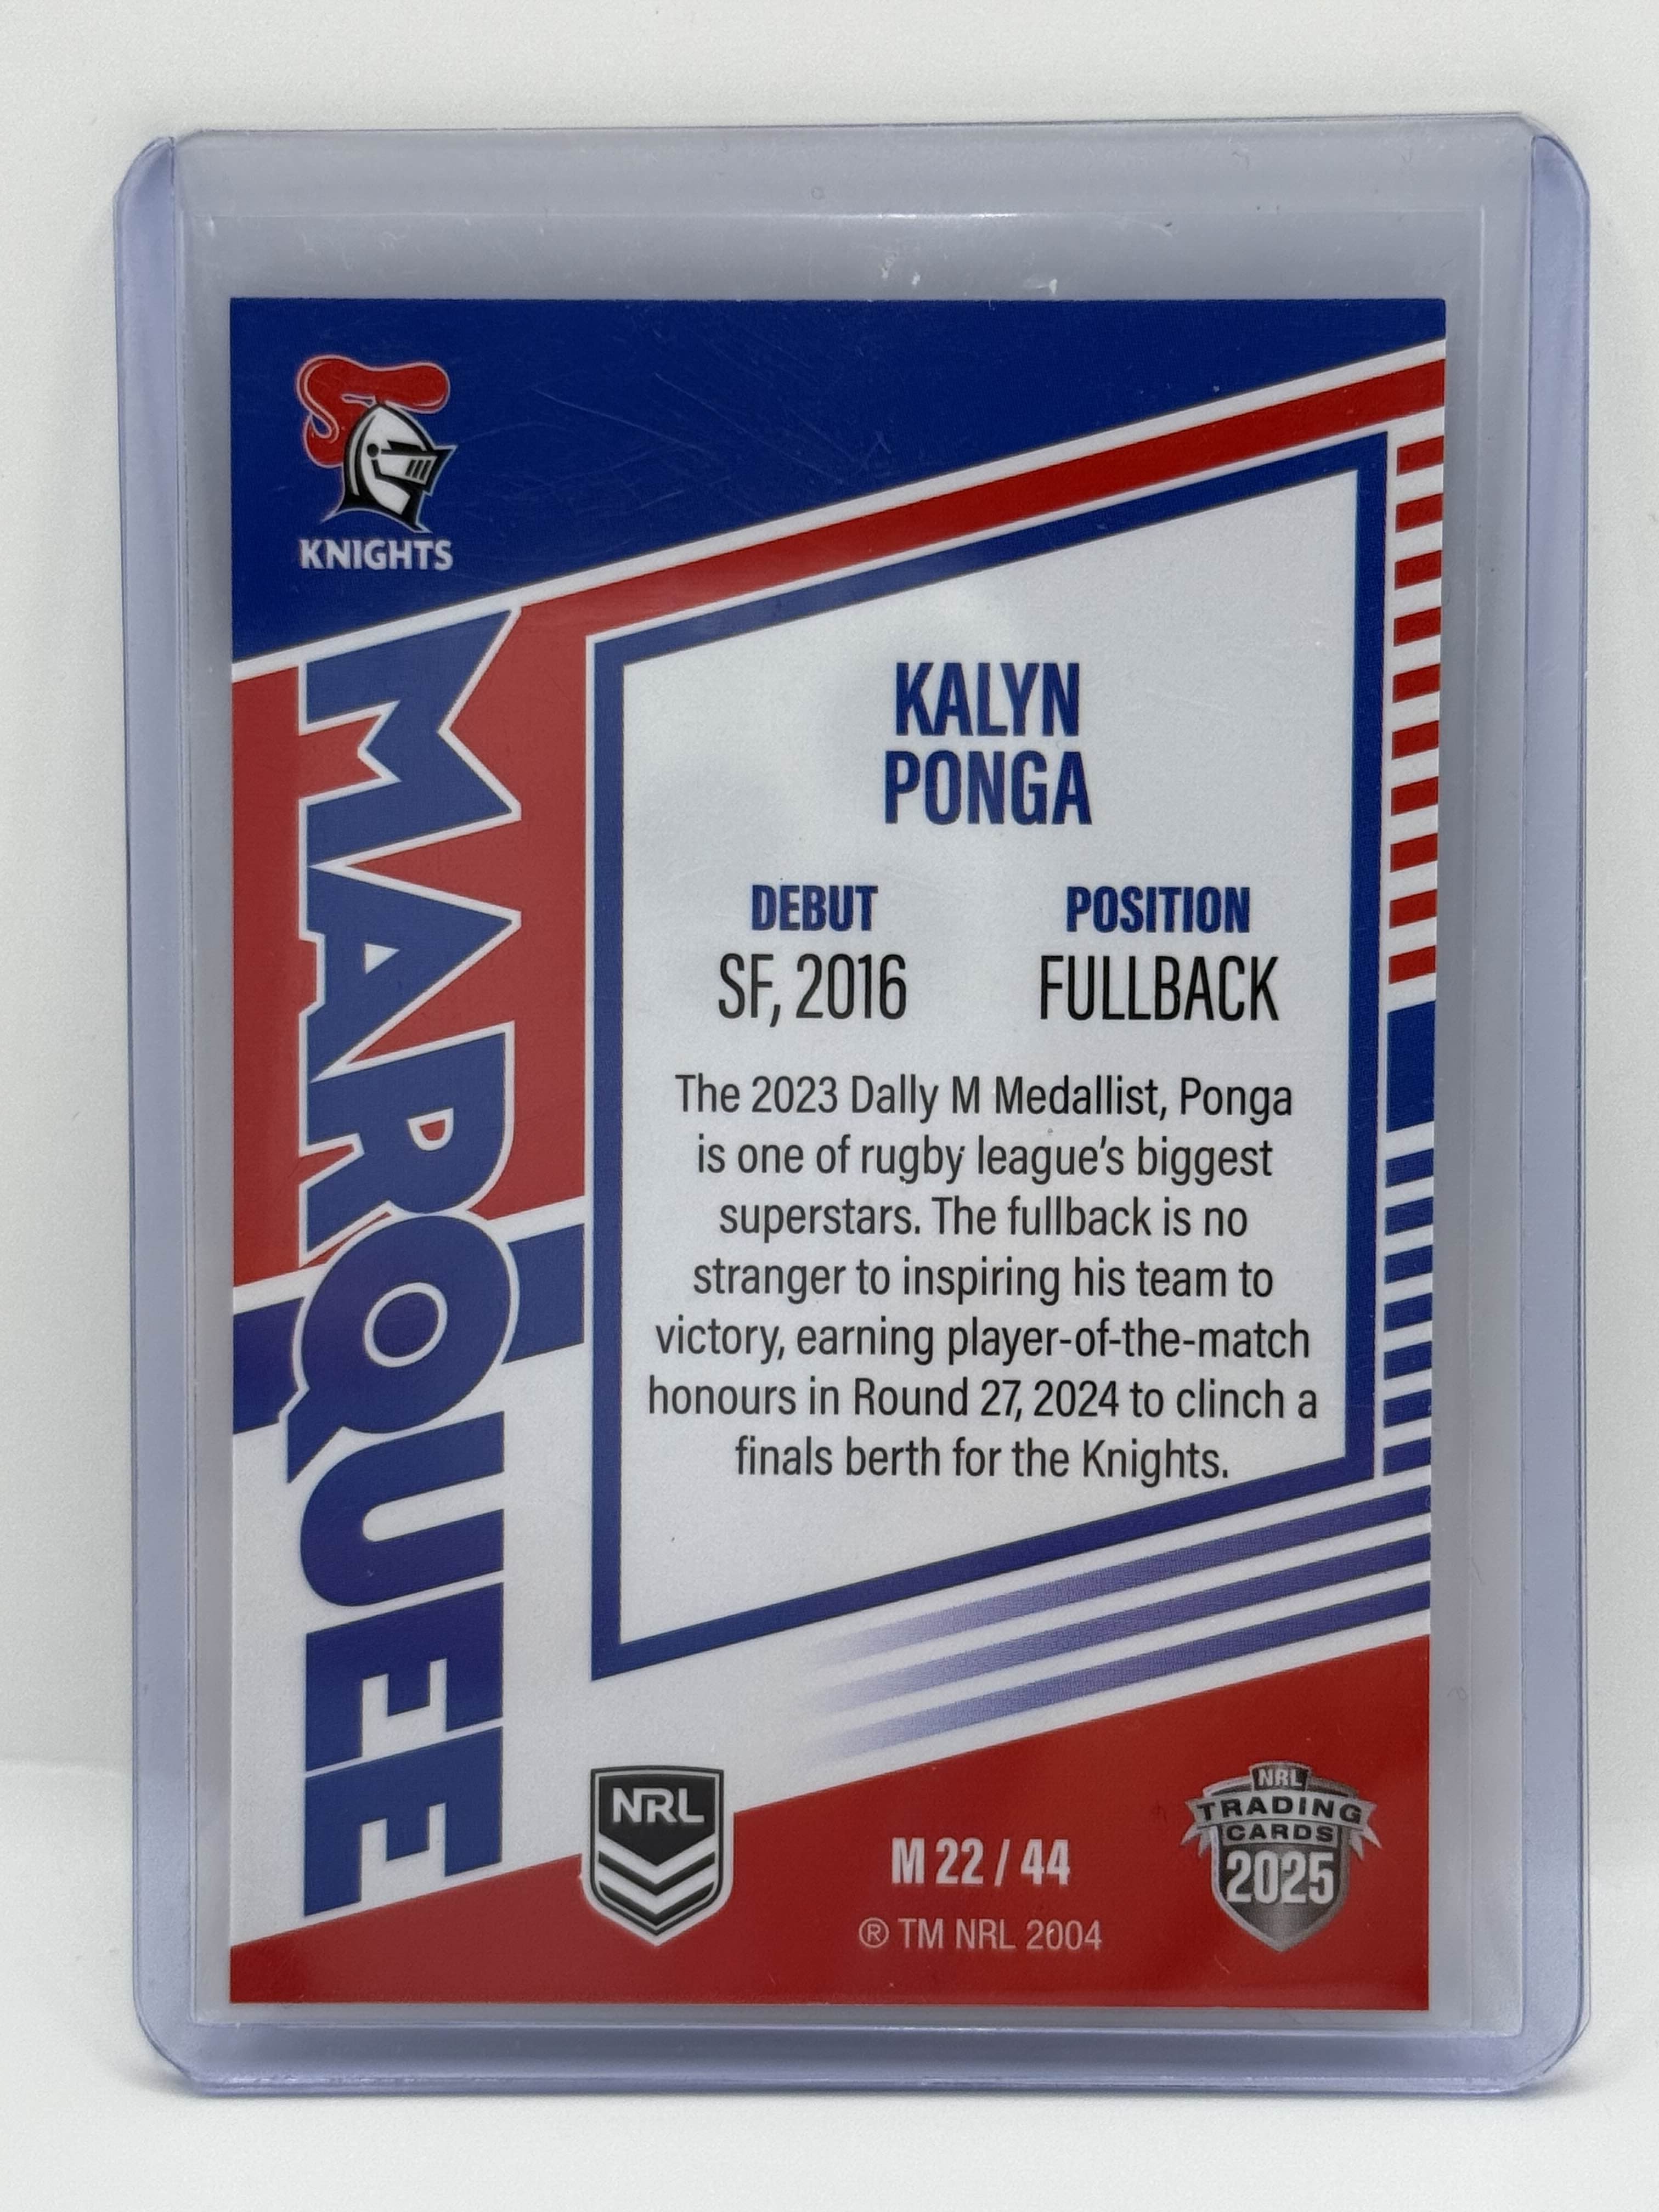 KNIGHTS
MARQUEE
KALYN
PONGA
DEBUT
SF, 2016
POSITION
FULLBACK
The 2023 Dally M Medallist, Ponga
is one of rugby league's biggest
superstars. The fullback is no
stranger to inspiring his team to
victory, earning player-of-the-match
honours in Round 27, 2024 to clinch a
finals berth for the Knights.
NRL
M 22 / 44
® TM NRL 2004
NRL
TRADING
CARDS
2025